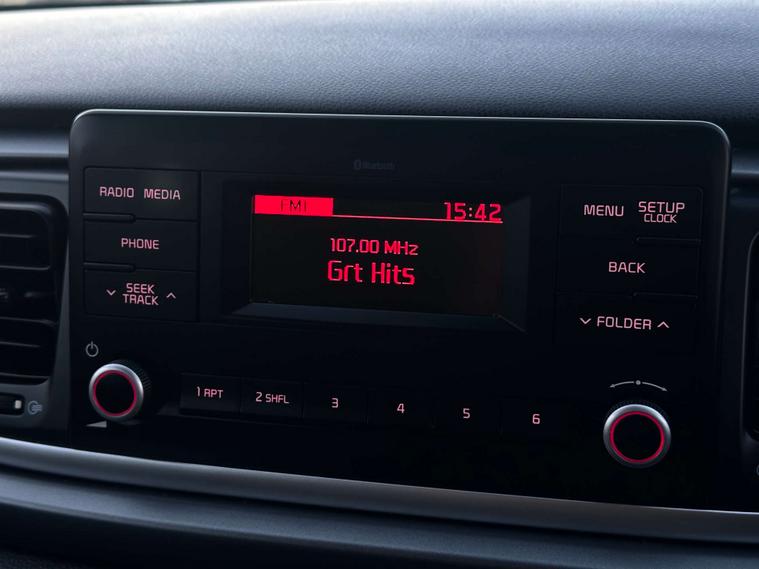 Bluetooth
RADIO MEDIA
FM1
15:42
MENU
SETUP
CLOCK
PHONE
107.00 MHz
Grt Hits
BACK
SEEK
TRACK
FOLDER
1 RPT
2 SHFL
3
4
5
6